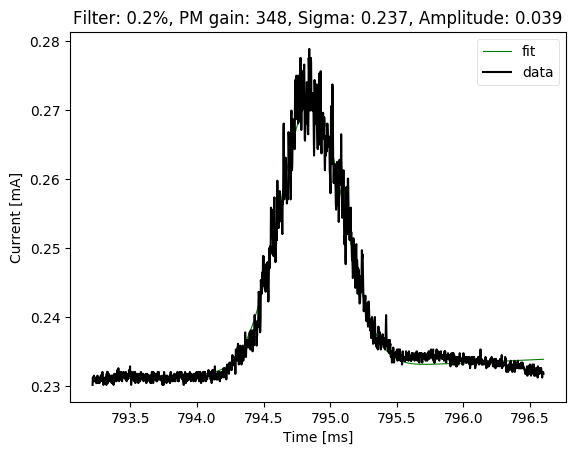 Filter: 0.2%, PM gain: 348, Sigma: 0.237, Amplitude: 0.039
fit
data
Current [mA]
0.28
0.27
0.26
0.25
0.24
0.23
793.5 794.0 794.5 795.0 795.5 796.0 796.5
Time [ms]